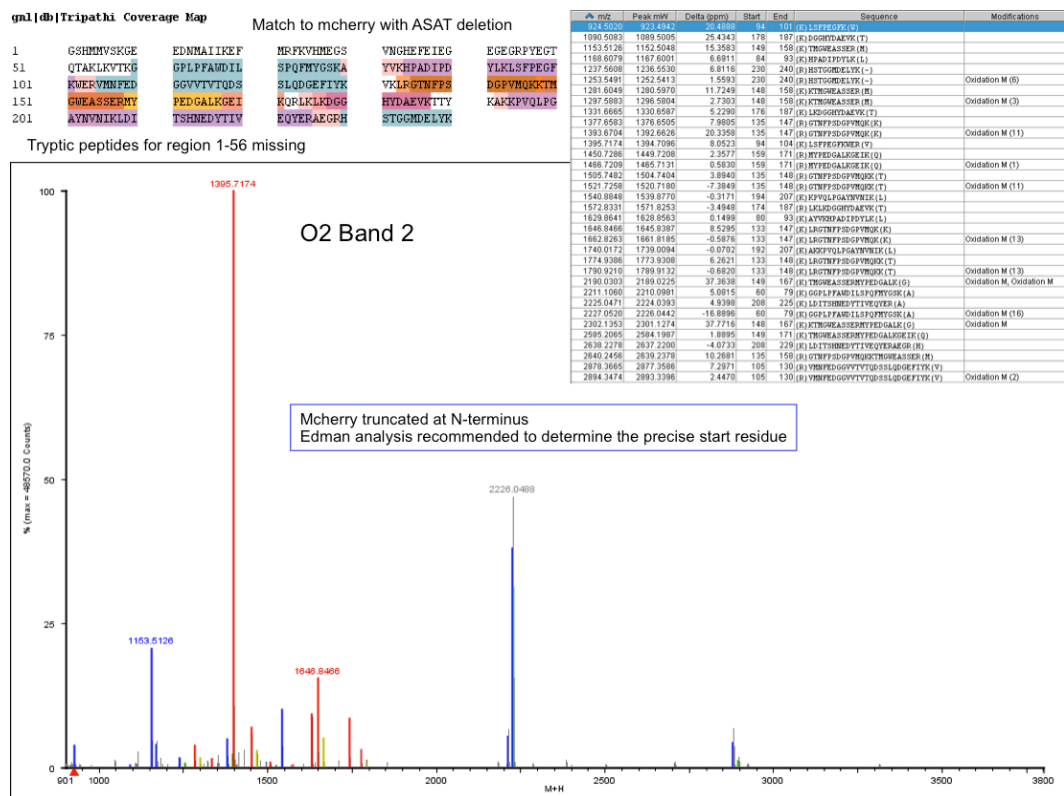 gnl|db|Tripathi Coverage Map
Match to mcherry with ASAT deletion
1 GSHMMVSKGE EDNMAIIKEF MRFKVHMEGS VNGHEFEIEG EGEGRPYEGT
51 QTAKLKVTKG GPLPFAWDIL SPQFMYGSKA YVKHPADIPD YLKLSFPEGF
101 KWERVMNFED GGVVTVTQDS SLQDGEFIYK VKLRGTNFPS DGPVMQKKTM
151 GWEASSERMY PEDGALKGEI KQRLKLKDGG HYDAEVKTTY KAKKPVQLPG
201 AYNVNIKLDI TSHNEDYTIV EQYERAEGRH STGGMDELYK
Tryptic peptides for region 1-56 missing
m/z Peak mW Delta (ppm) Start End Sequence Modifications
924.5020 923.4942 20.4888 94 101 (K)LSFPEGFK(W)
1090.5083 1089.5005 25.4343 178 187 (K)DGGHYDAEVK(T)
1153.5126 1152.5048 15.3583 149 158 (K)TMGWEASSER(M)
1168.6079 1167.6001 6.6911 84 93 (K)HPADIPDYLK(L)
1237.5608 1236.5530 6.8116 230 240 (R)HSTGGMDELYK(-)
1253.5491 1252.5413 1.5593 230 240 (R)HSTGGMDELYK(-) Oxidation M (6)
1281.6049 1280.5970 11.7249 148 158 (K)KTMGWEASSER(M)
1297.5883 1296.5804 2.7383 148 158 (K)KTMGWEASSER(M) Oxidation M (3)
1331.6665 1330.6587 5.2290 176 187 (K)LKDGGHYDAEVK(T)
1377.6583 1376.6505 7.9805 135 147 (R)GTNFPSDGPVMQK(K)
1393.6704 1392.6626 20.3358 135 147 (R)GTNFPSDGPVMQK(K) Oxidation M (11)
1395.7174 1394.7096 8.0523 94 104 (K)LSFPEGFKWER(V)
1450.7286 1449.7208 2.3577 159 171 (R)MYPEDGALKGEIK(Q)
1466.7209 1465.7131 0.5830 159 171 (R)MYPEDGALKGEIK(Q) Oxidation M (1)
1505.7482 1504.7404 3.8940 135 148 (R)GTNFPSDGPVMQKK(T)
1521.7258 1520.7180 -7.3849 135 148 (R)GTNFPSDGPVMQKK(T) Oxidation M (11)
1540.8848 1539.8770 -0.3171 194 207 (K)KPVQLPGAYNVNIK(L)
1572.8331 1571.8253 -3.4948 174 187 (R)LKLKDGGHYDAEVK(T)
1629.8641 1628.8563 0.1499 80 93 (K)AYVKHPADIPDYLK(L)
1646.8466 1645.8387 8.5295 133 147 (K)LRGTNFPSDGPVMQK(K)
1662.8263 1661.8185 -0.5876 133 147 (K)LRGTNFPSDGPVMQK(K) Oxidation M (13)
1740.0172 1739.0094 -0.0702 192 207 (K)AKKPVQLPGAYNVNIK(L)
1774.9386 1773.9308 6.2621 133 148 (K)LRGTNFPSDGPVMQKK(T)
1790.9210 1789.9132 -0.6820 133 148 (K)LRGTNFPSDGPVMQKK(T) Oxidation M (13)
2190.0303 2189.0225 37.3638 149 167 (K)TMGWEASSERMYPEDGALK(G) Oxidation M, Oxidation M
2211.1060 2210.0981 5.0815 60 79 (K)GGPLPFAWDILSPQFMYGSK(A)
2225.0471 2224.0393 4.9398 208 225 (K)LDITSHNEDYTIVEQYER(A)
2227.0520 2226.0442 -16.8896 60 79 (K)GGPLPFAWDILSPQFMYGSK(A) Oxidation M (16)
2302.1353 2301.1274 37.7716 148 167 (K)KTMGWEASSERMYPEDGALK(G) Oxidation M
2585.2065 2584.1987 1.8895 149 171 (K)TMGWEASSERMYPEDGALKGEIK(Q)
2638.2278 2637.2200 -4.0733 208 229 (K)LDITSHNEDYTIVEQYERAEGR(H)
2640.2456 2639.2378 10.2681 135 158 (R)GTNFPSDGPVMQKKTMGWEASSER(M)
2878.3665 2877.3586 7.2971 105 130 (R)VMNFEDGGVVTVTQDSSLQDGEFIYK(V)
2894.3474 2893.3396 2.4470 105 130 (R)VMNFEDGGVVTVTQDSSLQDGEFIYK(V) Oxidation M (2)
O2 Band 2
Mcherry truncated at N-terminus
Edman analysis recommended to determine the precise start residue
% (max = 48570.0 Counts)
100
75
50
25
0
1395.7174
2226.0488
1153.5126
1646.8466
901 1000 1500 2000 2500 3000 3500 3800
M+H